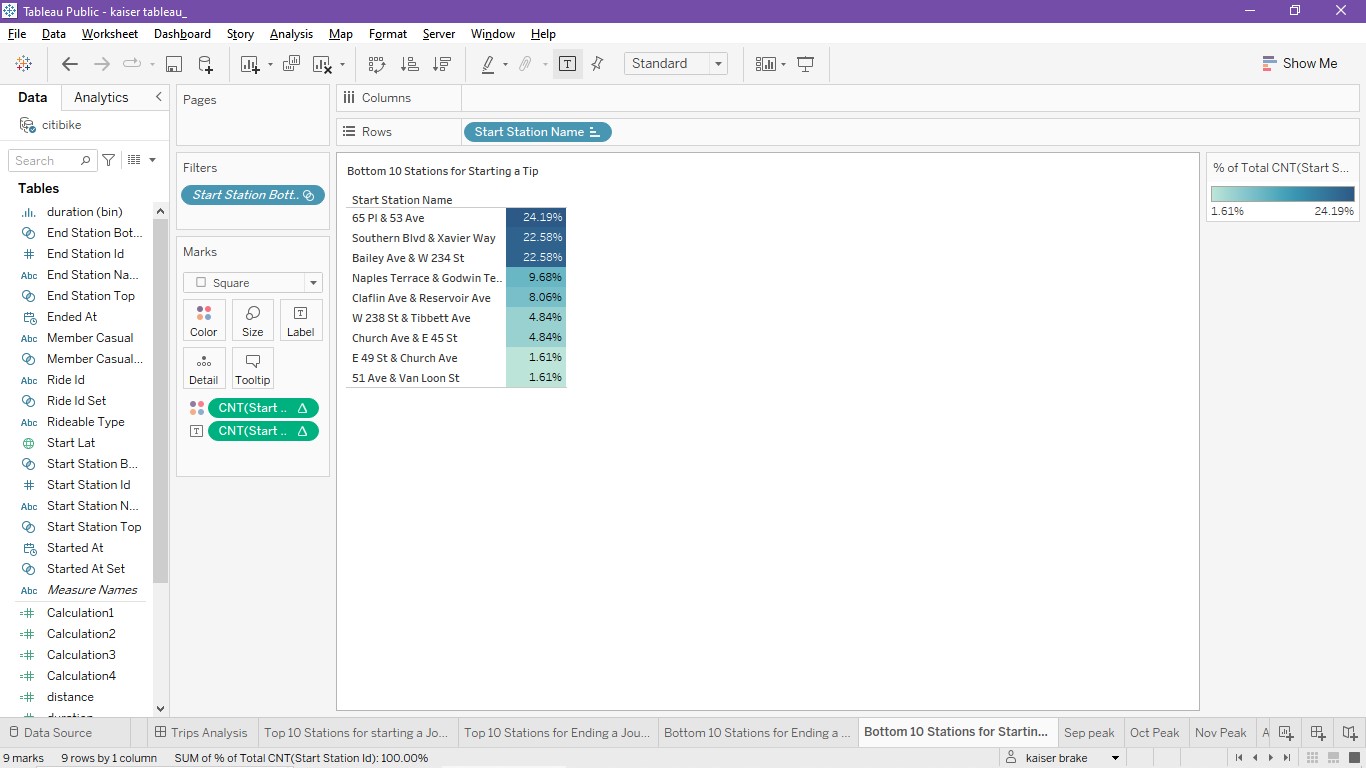 Tableau Public - kaiser tableau_
File Data Worksheet Dashboard Story Analysis Map Format Server Window Help
Standard
Show Me
Data Analytics
citibike
Search
Tables
duration (bin)
End Station Bot...
End Station Id
End Station Na...
End Station Top
Ended At
Member Casual
Member Casual...
Ride Id
Ride Id Set
Rideable Type
Start Lat
Start Station B...
Start Station Id
Start Station N...
Start Station Top
Started At
Started At Set
Measure Names
Calculation1
Calculation2
Calculation3
Calculation4
distance
duration
Pages
Filters
Start Station Bott..
Marks
Square
Color Size Label
Detail Tooltip
CNT(Start ..
CNT(Start ..
Columns
Rows Start Station Name
Bottom 10 Stations for Starting a Tip
Start Station Name
65 Pl & 53 Ave 24.19%
Southern Blvd & Xavier Way 22.58%
Bailey Ave & W 234 St 22.58%
Naples Terrace & Godwin Te.. 9.68%
Claflin Ave & Reservoir Ave 8.06%
W 238 St & Tibbett Ave 4.84%
Church Ave & E 45 St 4.84%
E 49 St & Church Ave 1.61%
51 Ave & Van Loon St 1.61%
% of Total CNT(Start S...
1.61% 24.19%
Data Source Trips Analysis Top 10 Stations for starting a Jo... Top 10 Stations for Ending a Jou... Bottom 10 Stations for Ending a ... Bottom 10 Stations for Startin... Sep peak Oct Peak Nov Peak A
9 marks 9 rows by 1 column SUM of % of Total CNT(Start Station Id): 100.00% kaiser brake